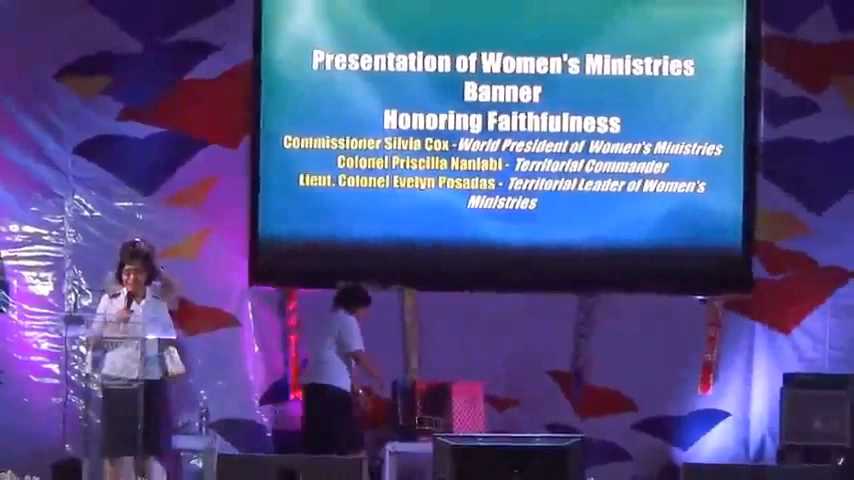 Presentation of Women's Ministries
Banner
Honoring Faithfulness
Commissioner Silvia Cox -World President of Women's Ministries
Colonel Priscilla Nanlabi - Territorial Commander
Lieut. Colonel Evelyn Posadas - Territorial Leader of Women's
Ministries